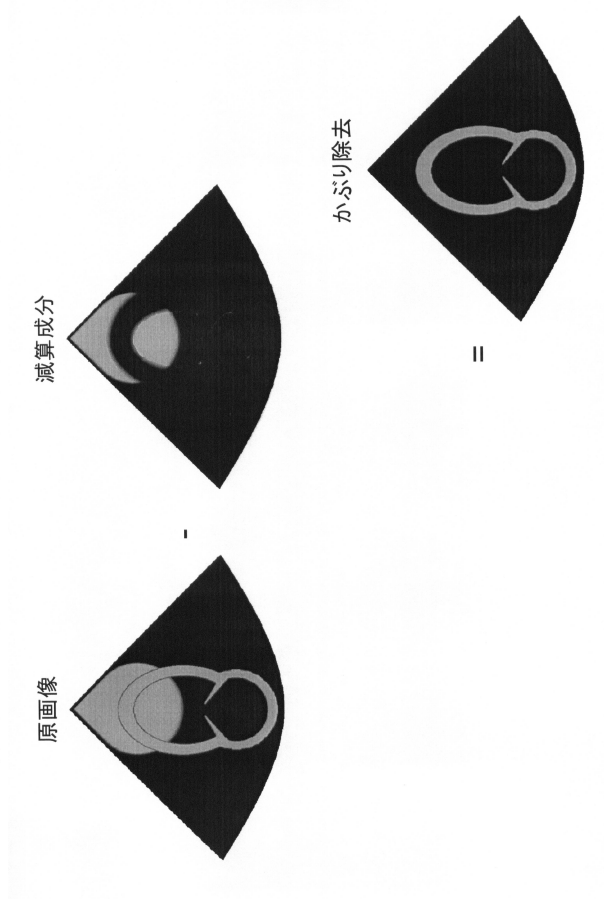 原画像
-
減算成分
=
かぶり除去